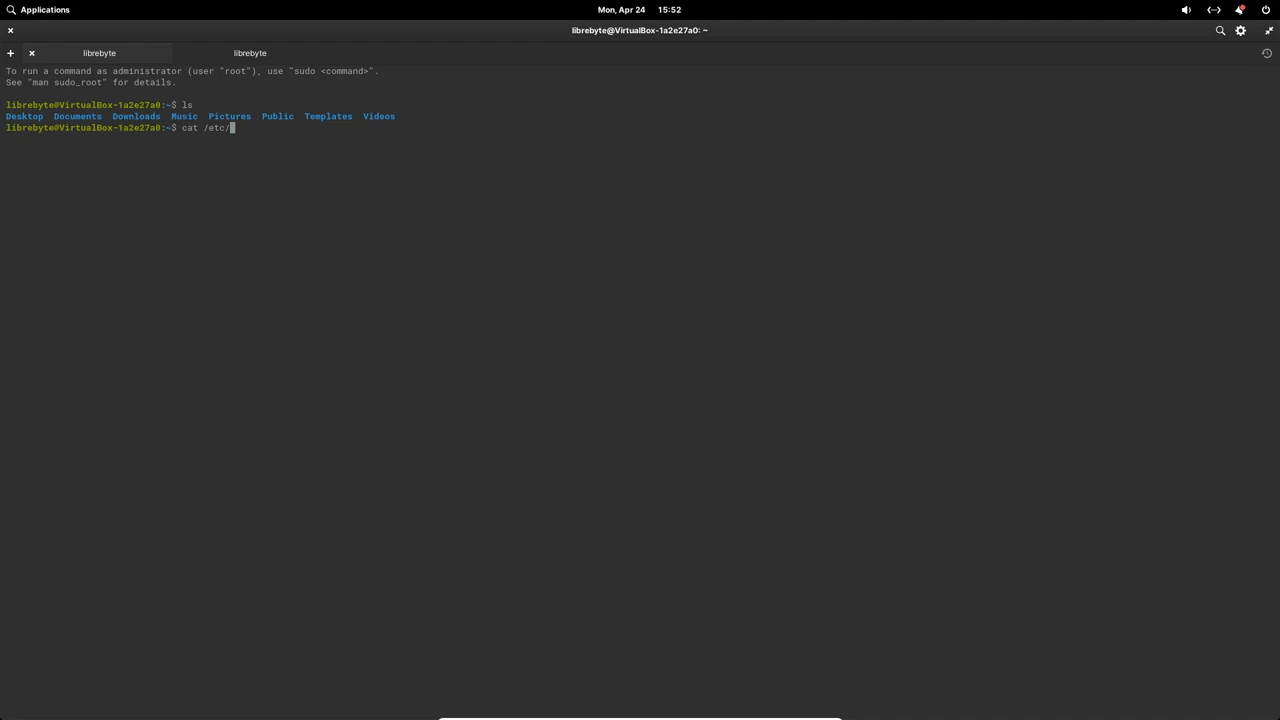 Applications
Mon, Apr 24 15:52
librebyte@VirtualBox-1a2e27a0: ~
librebyte
librebyte
To run a command as administrator (user "root"), use "sudo <command>".
See "man sudo_root" for details.
librebyte@VirtualBox-1a2e27a0:~$ ls
Desktop Documents Downloads Music Pictures Public Templates Videos
librebyte@VirtualBox-1a2e27a0:~$ cat /etc/